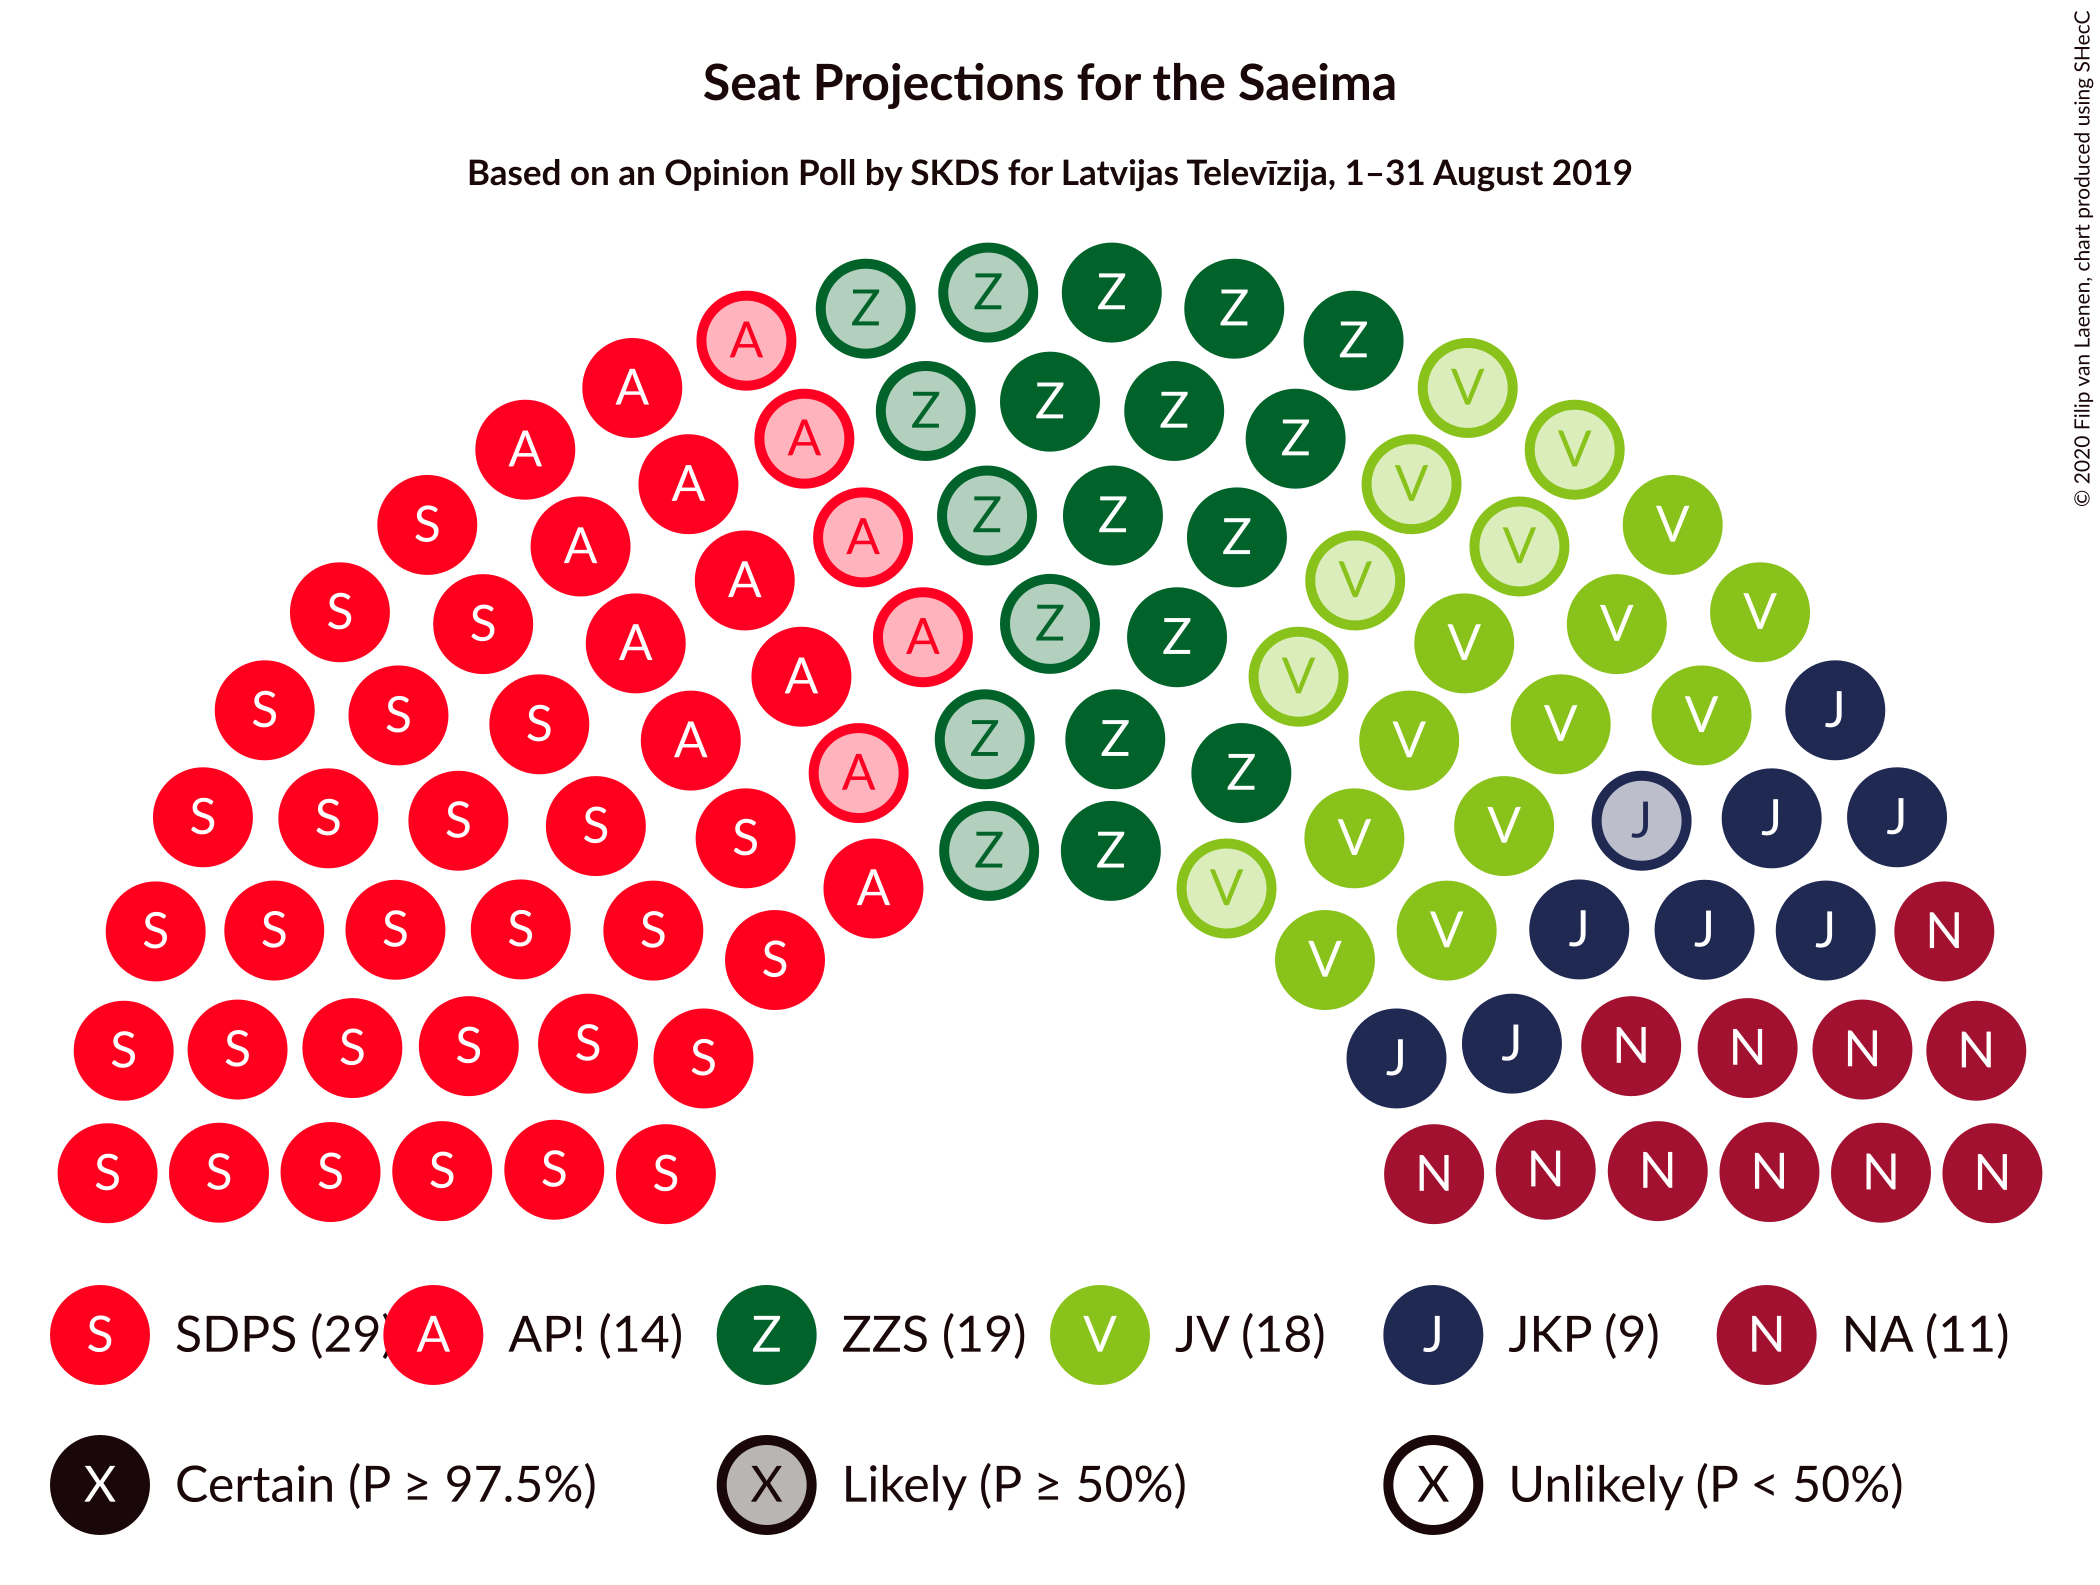 Seat Projections for the Saeima
Based on an Opinion Poll by SKDS for Latvijas Televīzija, 1–31 August 2019
© 2020 Filip van Laenen, chart produced using SHecC
Z Z Z Z Z
A V
A Z Z Z Z V
A A V V
S A Z Z Z V V
A A V V
S S A Z Z V V V
A A V V
S S S A Z Z Z V V V J
S S S S S A Z Z V V J J J
A V
S S S S S S V V J J J N
S S S S S S J J N N N N
S S S S S S N N N N N N
S SDPS (29) A AP! (14) Z ZZS (19) V JV (18) J JKP (9) N NA (11)
X Certain (P ≥ 97.5%) X Likely (P ≥ 50%) X Unlikely (P < 50%)